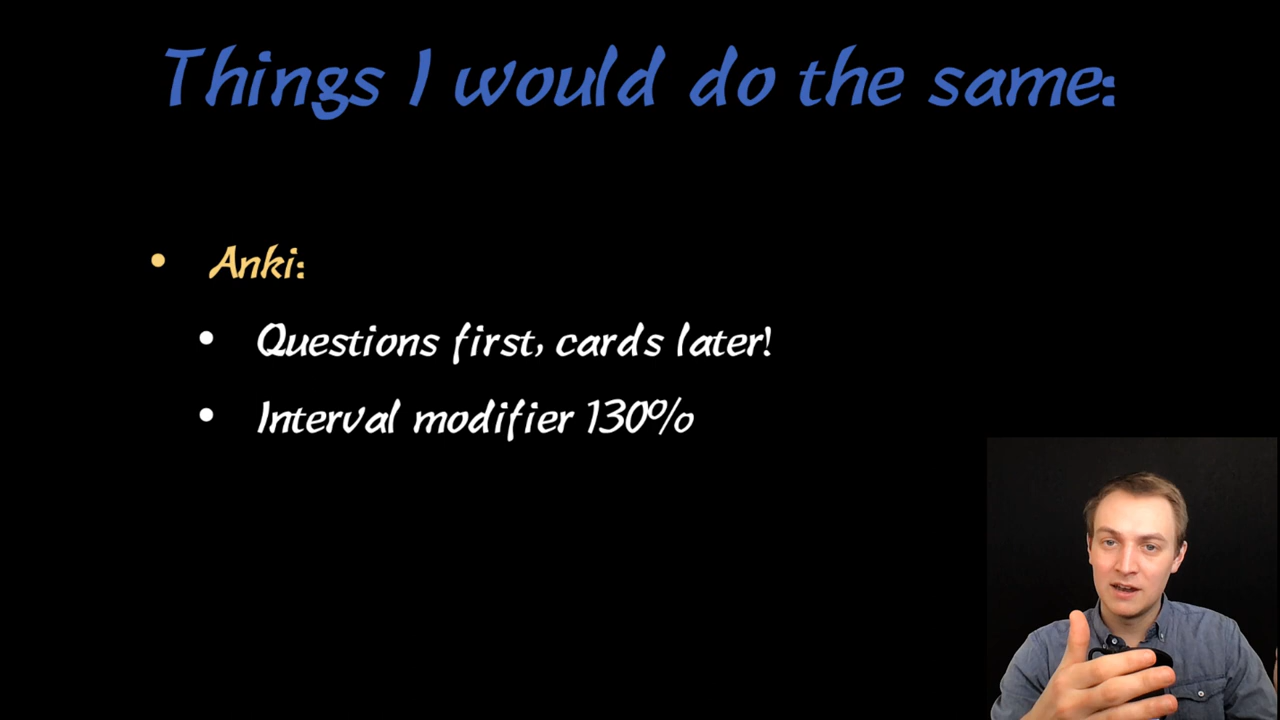 Things I would do the same:
• Anki:
• Questions first, cards later!
• Interval modifier 130%